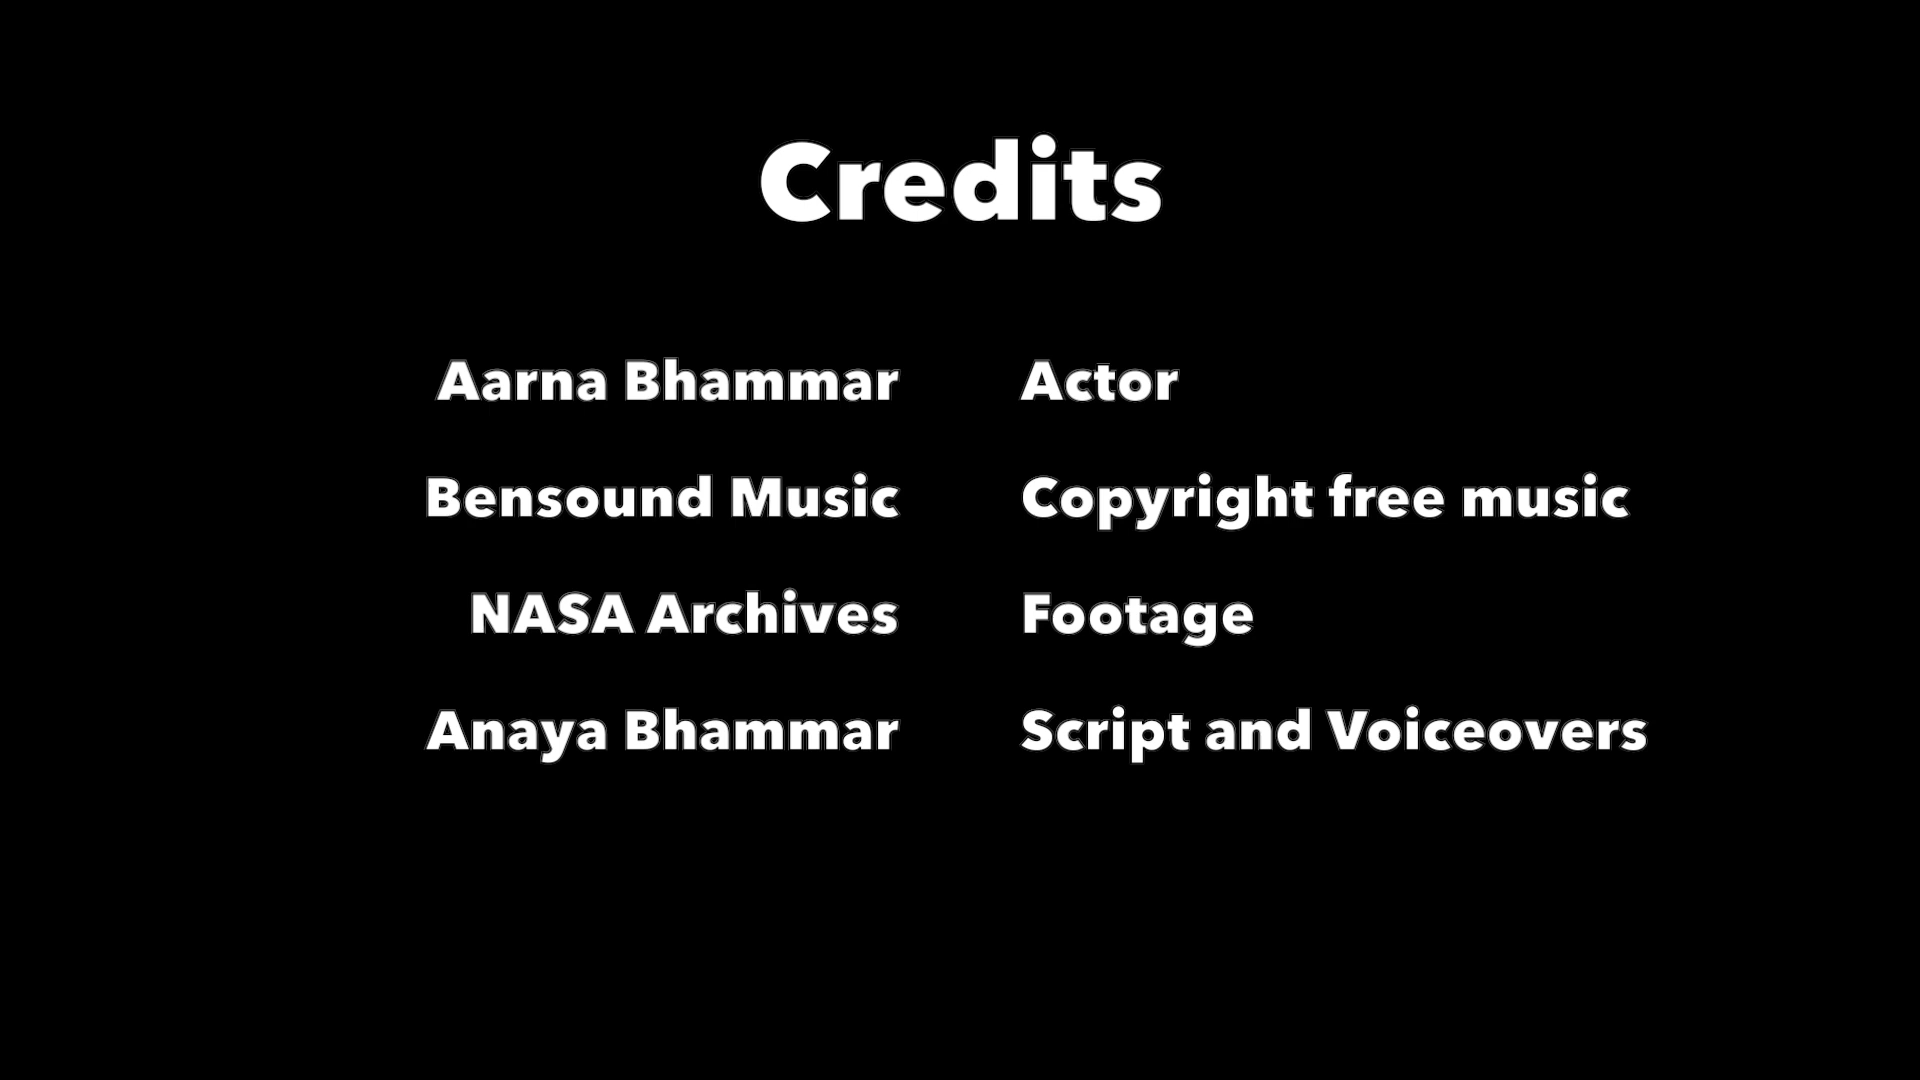 Credits
Aarna Bhammar Actor
Bensound Music Copyright free music
NASA Archives Footage
Anaya Bhammar Script and Voiceovers